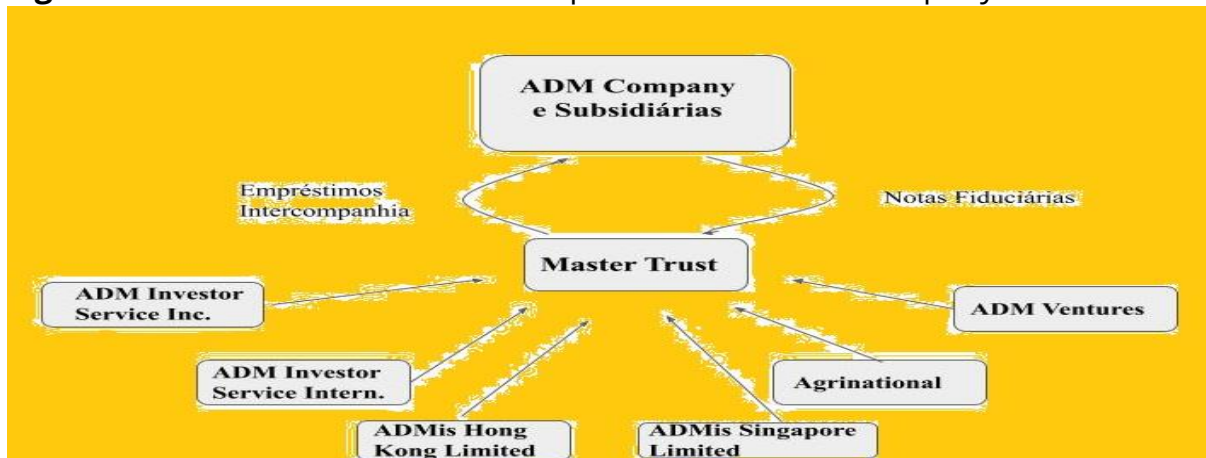 ADM Company
e Subsidiárias
Empréstimos
Intercompanhia
Notas Fiduciárias
Master Trust
ADM Investor
Service Inc.
ADM Ventures
ADM Investor
Service Intern.
Agrinational
ADMis Hong
Kong Limited
ADMis Singapore
Limited